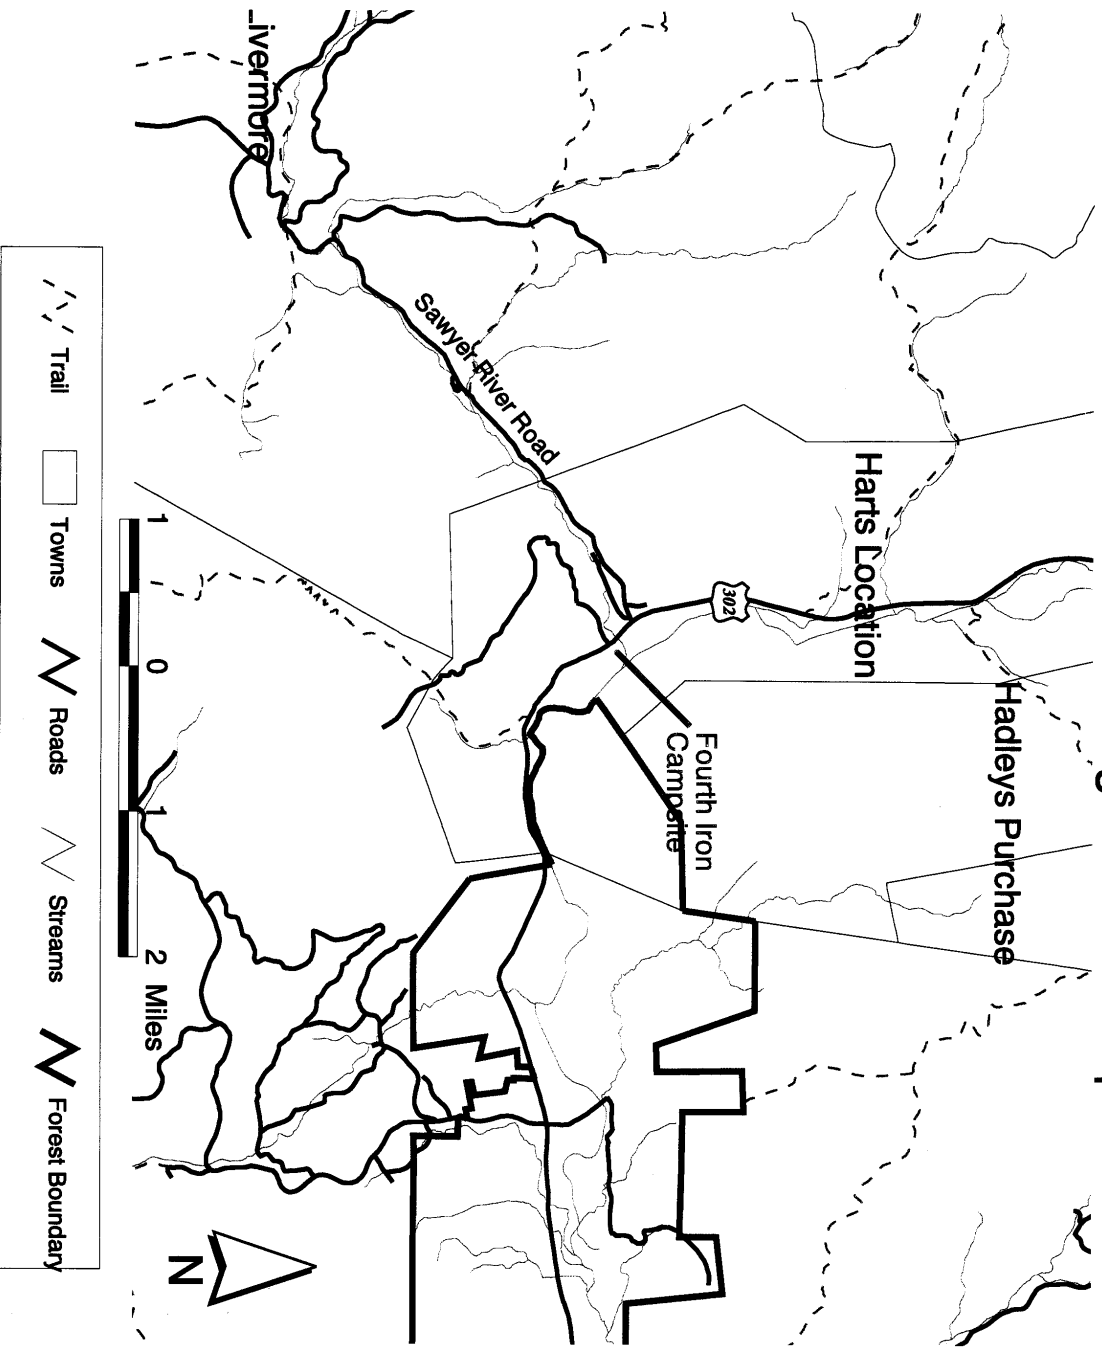 Livermore
Sawyer River Road
Harts Location
302
Hadleys Purchase
Fourth Iron
Campsite
1 0 1 2 Miles
Trail
Towns
Roads
Streams
Forest Boundary
N